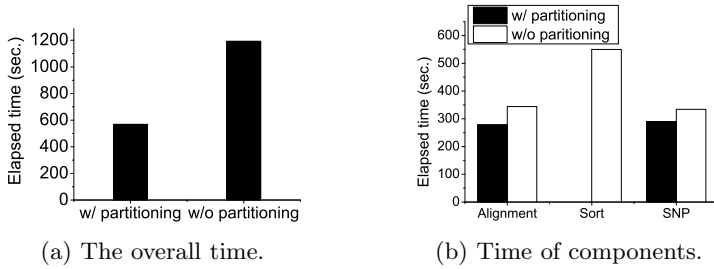 Elapsed time (sec.)
1200
1000
800
600
400
200
0
w/ partitioning w/o partitioning
(a) The overall time.
w/ partitioning
w/o paritioning
Elapsed time (sec.)
600
500
400
300
200
100
0
Alignment Sort SNP
(b) Time of components.